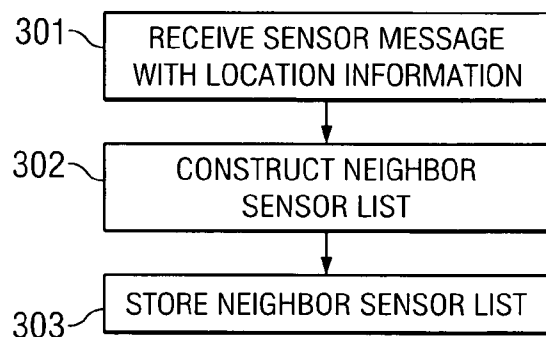 301
RECEIVE SENSOR MESSAGE
WITH LOCATION INFORMATION
302
CONSTRUCT NEIGHBOR
SENSOR LIST
STORE NEIGHBOR SENSOR LIST
303